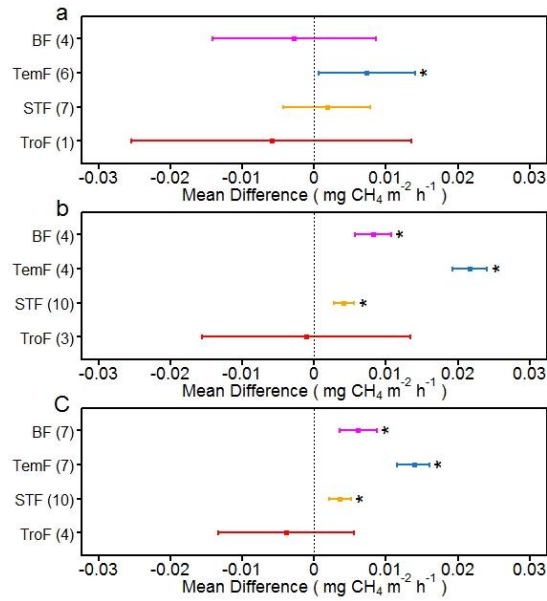 a
BF (4)
TemF (6)
*
STF (7)
TroF (1)
-0.03 -0.02 -0.01 0 0.01 0.02 0.03
Mean Difference ( mg CH₄ m⁻² h⁻¹ )
b
BF (4)
*
TemF (4)
*
STF (10)
*
TroF (3)
-0.03 -0.02 -0.01 0 0.01 0.02 0.03
Mean Difference ( mg CH₄ m⁻² h⁻¹ )
C
BF (7)
*
TemF (7)
*
STF (10)
*
TroF (4)
-0.03 -0.02 -0.01 0 0.01 0.02 0.03
Mean Difference ( mg CH₄ m⁻² h⁻¹ )